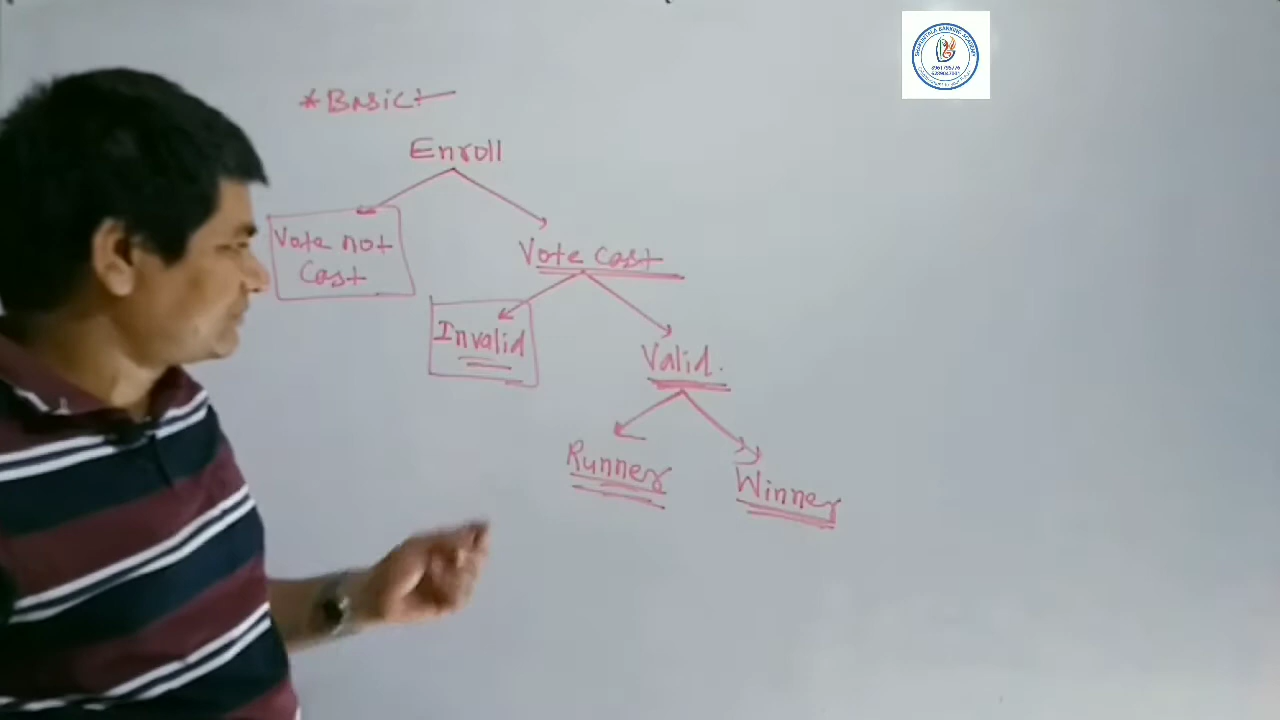 *Basic
Enroll
Vote not
Cast
Vote Cast
Invalid
Valid.
Runner
Winner